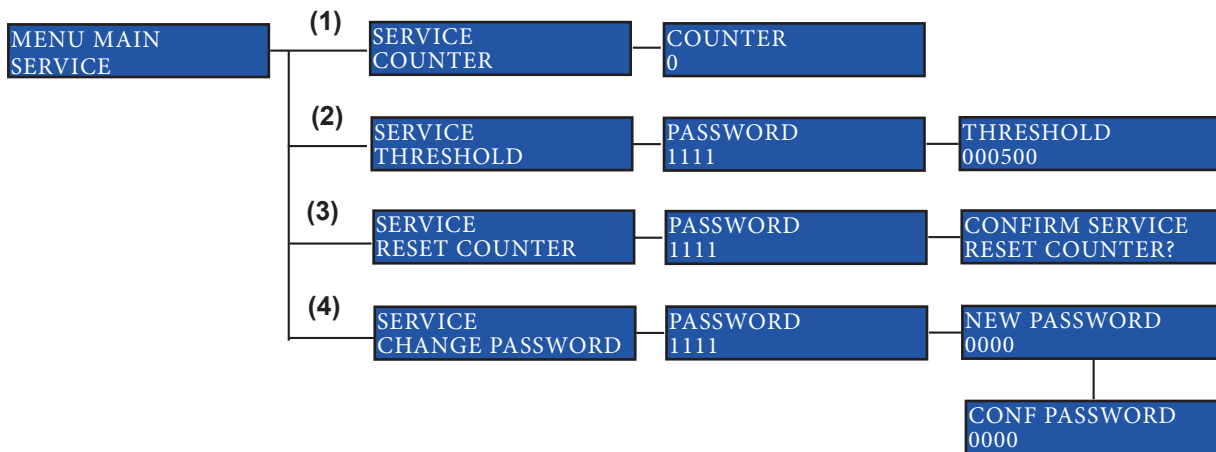 MENU MAIN
SERVICE
(1)
SERVICE
COUNTER
COUNTER
0
(2)
SERVICE
THRESHOLD
PASSWORD
1111
THRESHOLD
000500
(3)
SERVICE
RESET COUNTER
PASSWORD
1111
CONFIRM SERVICE
RESET COUNTER?
(4)
SERVICE
CHANGE PASSWORD
PASSWORD
1111
NEW PASSWORD
0000
CONF PASSWORD
0000